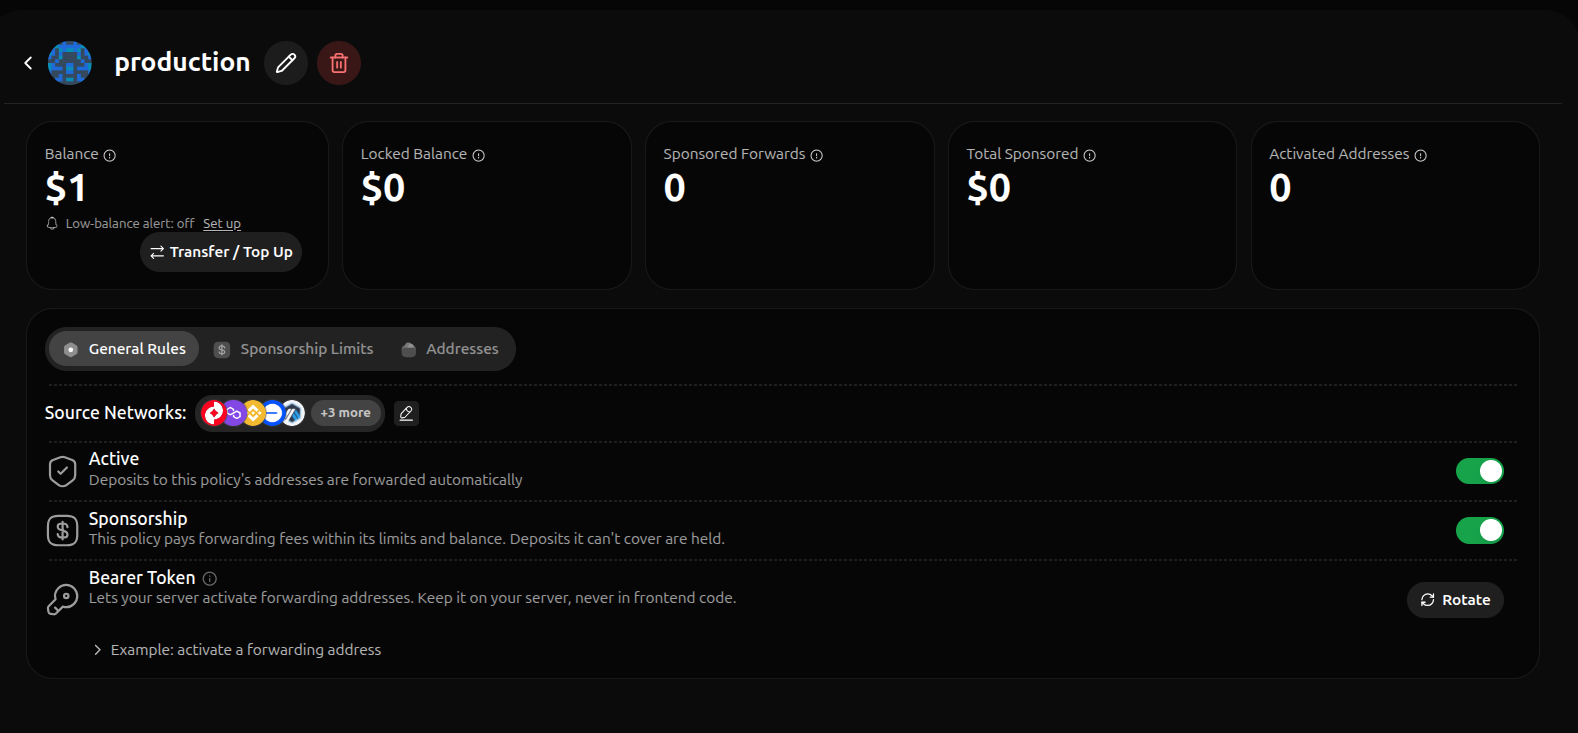 production
Balance
$1
Low-balance alert: off Set up
Transfer / Top Up
Locked Balance
$0
Sponsored Forwards
0
Total Sponsored
$0
Activated Addresses
0
General Rules
Sponsorship Limits
Addresses
Source Networks: +3 more
Active
Deposits to this policy's addresses are forwarded automatically
Sponsorship
This policy pays forwarding fees within its limits and balance. Deposits it can't cover are held.
Bearer Token
Lets your server activate forwarding addresses. Keep it on your server, never in frontend code.
Rotate
Example: activate a forwarding address